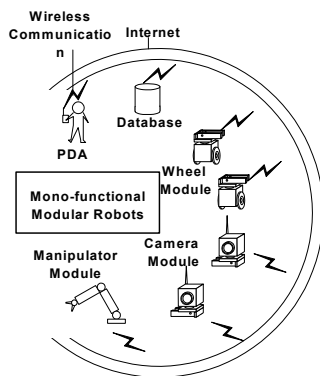 Wireless
Communicatio
n
Internet
Database
PDA
Wheel
Module
Mono-functional
Modular Robots
Camera
Module
Manipulator
Module